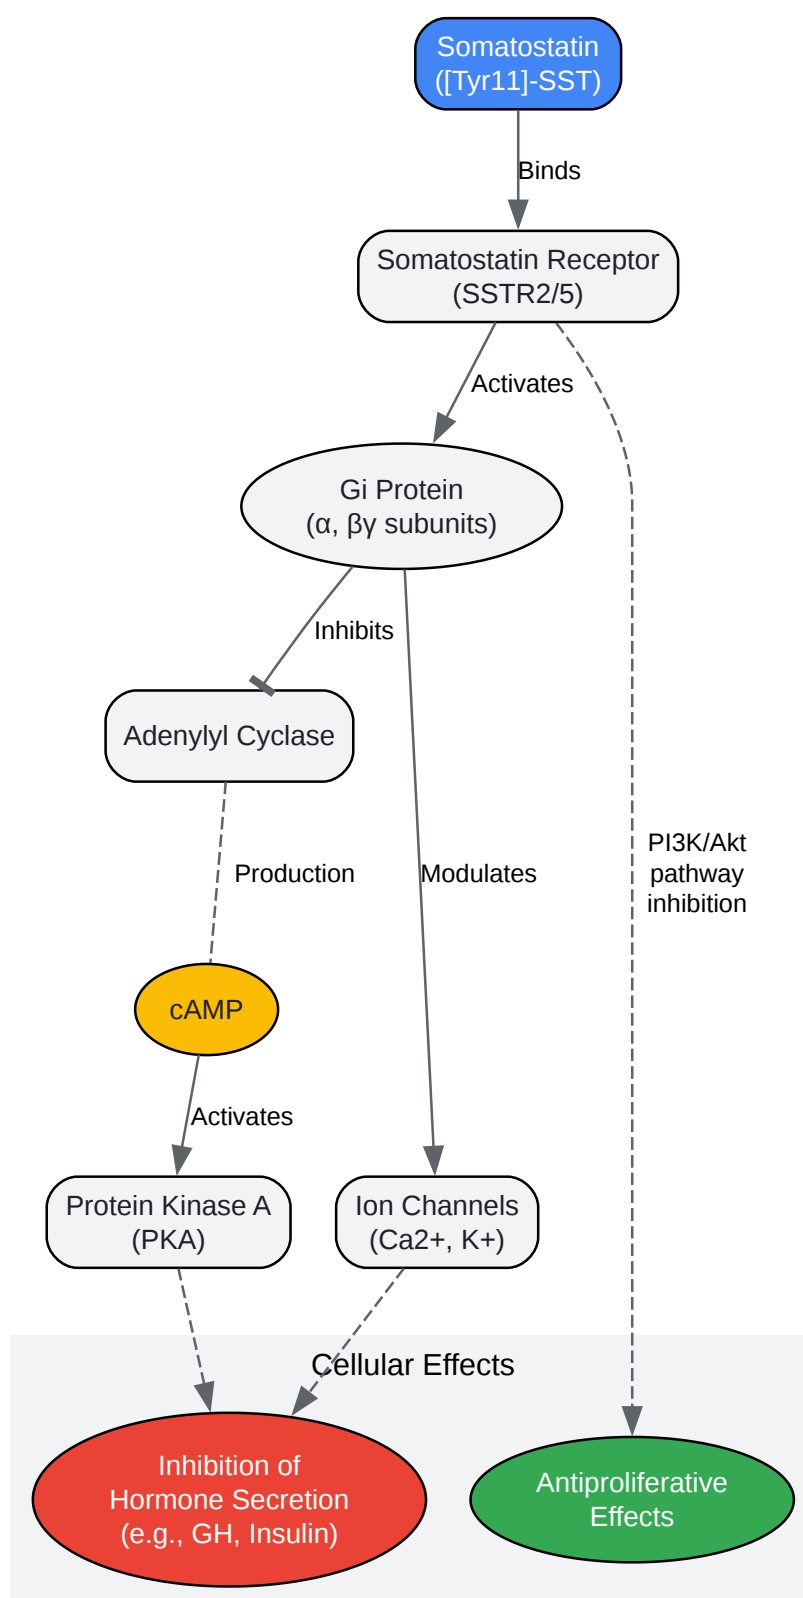 Somatostatin
([Tyr11]-SST)
Binds
Somatostatin Receptor
(SSTR2/5)
Activates
Gi Protein
(α, βγ subunits)
Inhibits
Adenylyl Cyclase
Production
Modulates
PI3K/Akt
pathway
inhibition
cAMP
Activates
Protein Kinase A
(PKA)
Ion Channels
(Ca2+, K+)
Cellular Effects
Inhibition of
Hormone Secretion
(e.g., GH, Insulin)
Antiproliferative
Effects